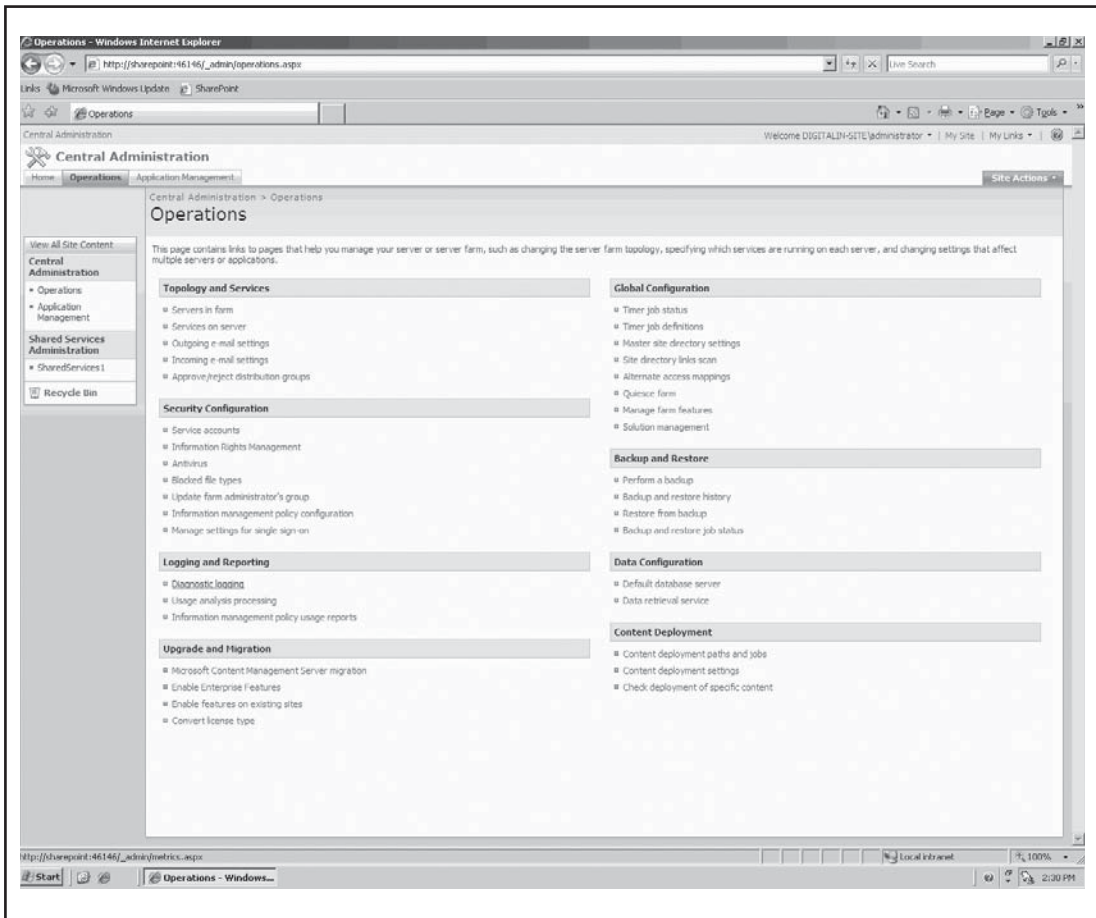 Operations - Windows Internet Explorer
http://sharepoint:46146/_admin/operations.aspx
Live Search
Links Microsoft Windows Update SharePoint
Operations
Page Tools
Central Administration
Welcome DIGITALIN-SITE\administrator | My Site | My Links |
Central Administration
Home Operations Application Management
Site Actions
Central Administration > Operations
Operations
This page contains links to pages that help you manage your server or server farm, such as changing the server farm topology, specifying which services are running on each server, and changing settings that affect
multiple servers or applications.
View All Site Content
Central
Administration
Operations
Application
Management
Shared Services
Administration
SharedServices1
Recycle Bin
Topology and Services
Servers in farm
Services on server
Outgoing e-mail settings
Incoming e-mail settings
Approve/reject distribution groups
Security Configuration
Service accounts
Information Rights Management
Antivirus
Blocked file types
Update farm administrator's group
Information management policy configuration
Manage settings for single sign-on
Logging and Reporting
Diagnostic logging
Usage analysis processing
Information management policy usage reports
Upgrade and Migration
Microsoft Content Management Server migration
Enable Enterprise Features
Enable features on existing sites
Convert license type
Global Configuration
Timer job status
Timer job definitions
Master site directory settings
Site directory links scan
Alternate access mappings
Quiesce farm
Manage farm features
Solution management
Backup and Restore
Perform a backup
Backup and restore history
Restore from backup
Backup and restore job status
Data Configuration
Default database server
Data retrieval service
Content Deployment
Content deployment paths and jobs
Content deployment settings
Check deployment of specific content
http://sharepoint:46146/_admin/metrics.aspx
Local intranet
100%
Start
Operations - Windows...
2:30 PM